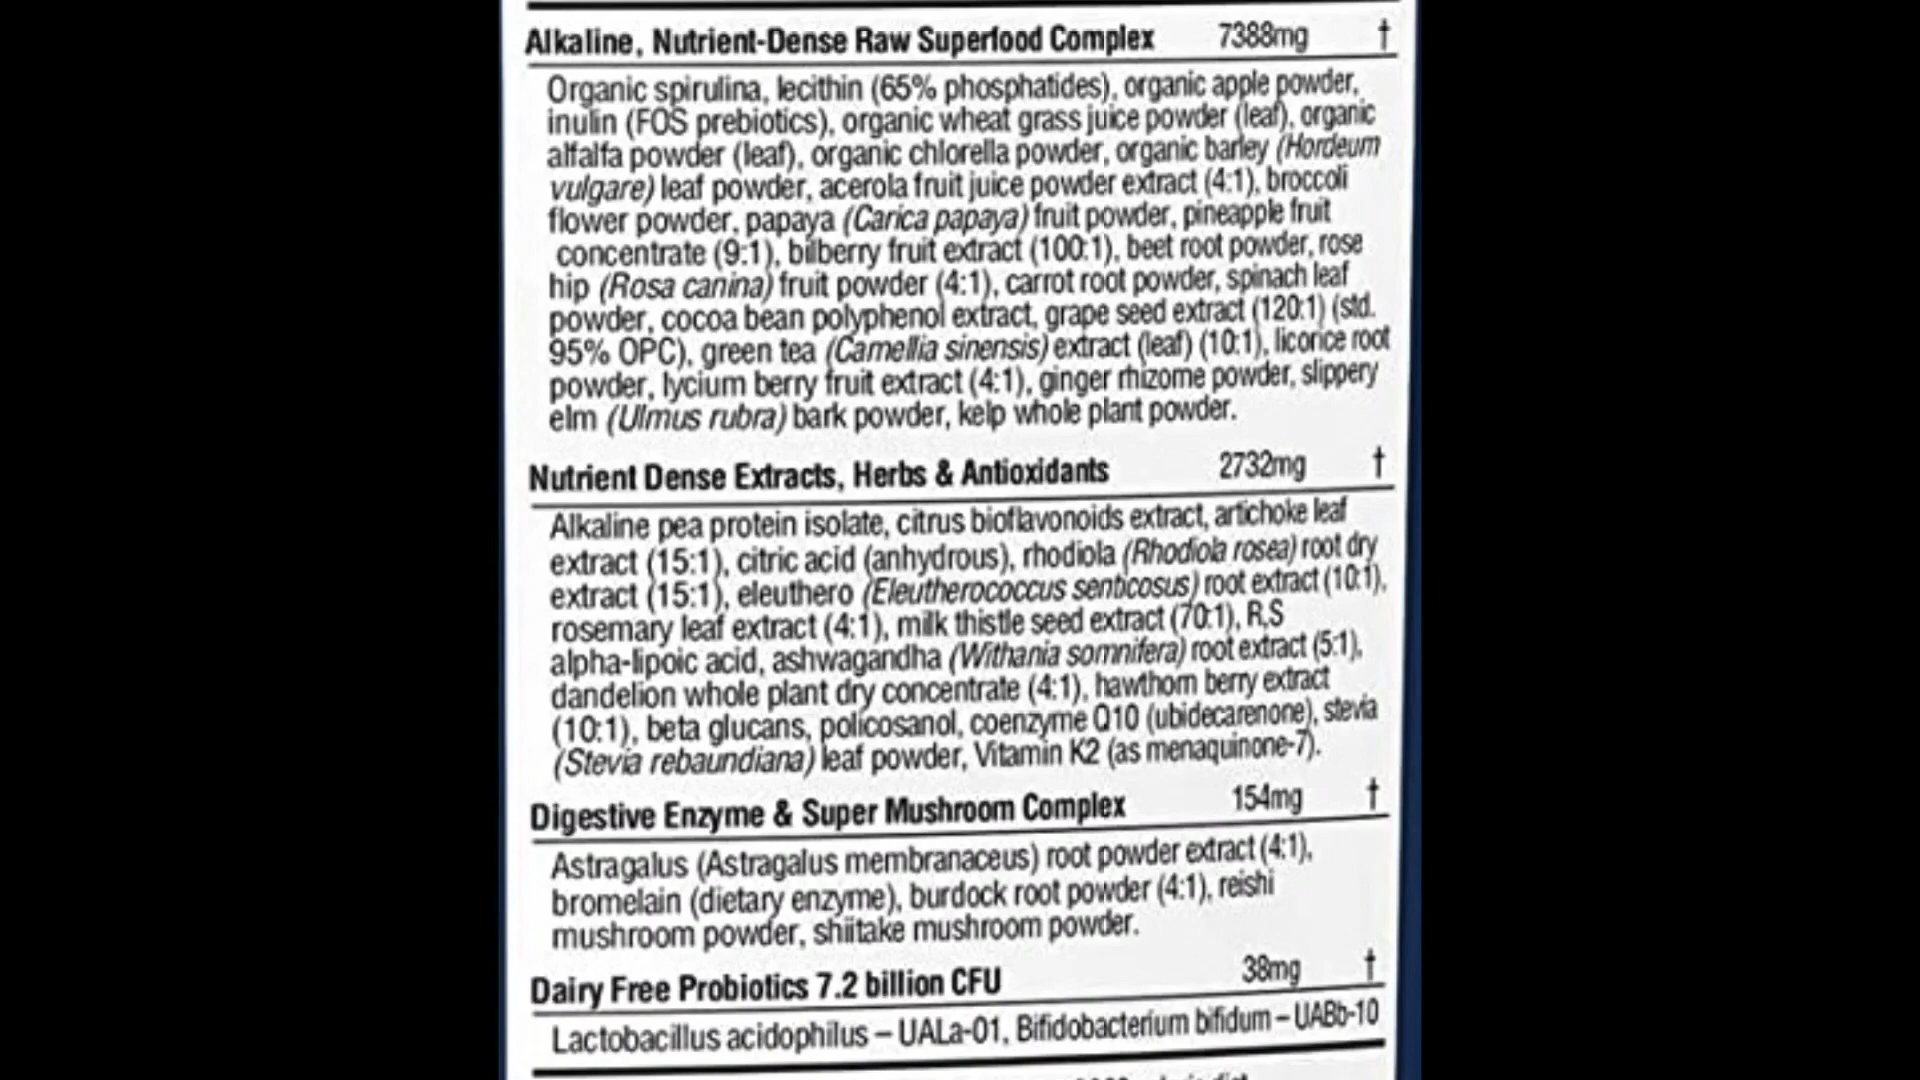 Alkaline, Nutrient-Dense Raw Superfood Complex 7388mg †
Organic spirulina, lecithin (65% phosphatides), organic apple powder,
inulin (FOS prebiotics), organic wheat grass juice powder (leaf), organic
alfalfa powder (leaf), organic chlorella powder, organic barley (Hordeum
vulgare) leaf powder, acerola fruit juice powder extract (4:1), broccoli
flower powder, papaya (Carica papaya) fruit powder, pineapple fruit
concentrate (9:1), bilberry fruit extract (100:1), beet root powder, rose
hip (Rosa canina) fruit powder (4:1), carrot root powder, spinach leaf
powder, cocoa bean polyphenol extract, grape seed extract (120:1) (std.
95% OPC), green tea (Camellia sinensis) extract (leaf) (10:1), licorice root
powder, lycium berry fruit extract (4:1), ginger rhizome powder, slippery
elm (Ulmus rubra) bark powder, kelp whole plant powder.
Nutrient Dense Extracts, Herbs & Antioxidants 2732mg †
Alkaline pea protein isolate, citrus bioflavonoids extract, artichoke leaf
extract (15:1), citric acid (anhydrous), rhodiola (Rhodiola rosea) root dry
extract (15:1), eleuthero (Eleutherococcus senticosus) root extract (10:1),
rosemary leaf extract (4:1), milk thistle seed extract (70:1), R,S
alpha-lipoic acid, ashwagandha (Withania somnifera) root extract (5:1),
dandelion whole plant dry concentrate (4:1), hawthorn berry extract
(10:1), beta glucans, policosanol, coenzyme Q10 (ubidecarenone), stevia
(Stevia rebaundiana) leaf powder, Vitamin K2 (as menaquinone-7).
Digestive Enzyme & Super Mushroom Complex 154mg †
Astragalus (Astragalus membranaceus) root powder extract (4:1),
bromelain (dietary enzyme), burdock root powder (4:1), reishi
mushroom powder, shiitake mushroom powder.
Dairy Free Probiotics 7.2 billion CFU 38mg †
Lactobacillus acidophilus – UALa-01, Bifidobacterium bifidum – UABb-10